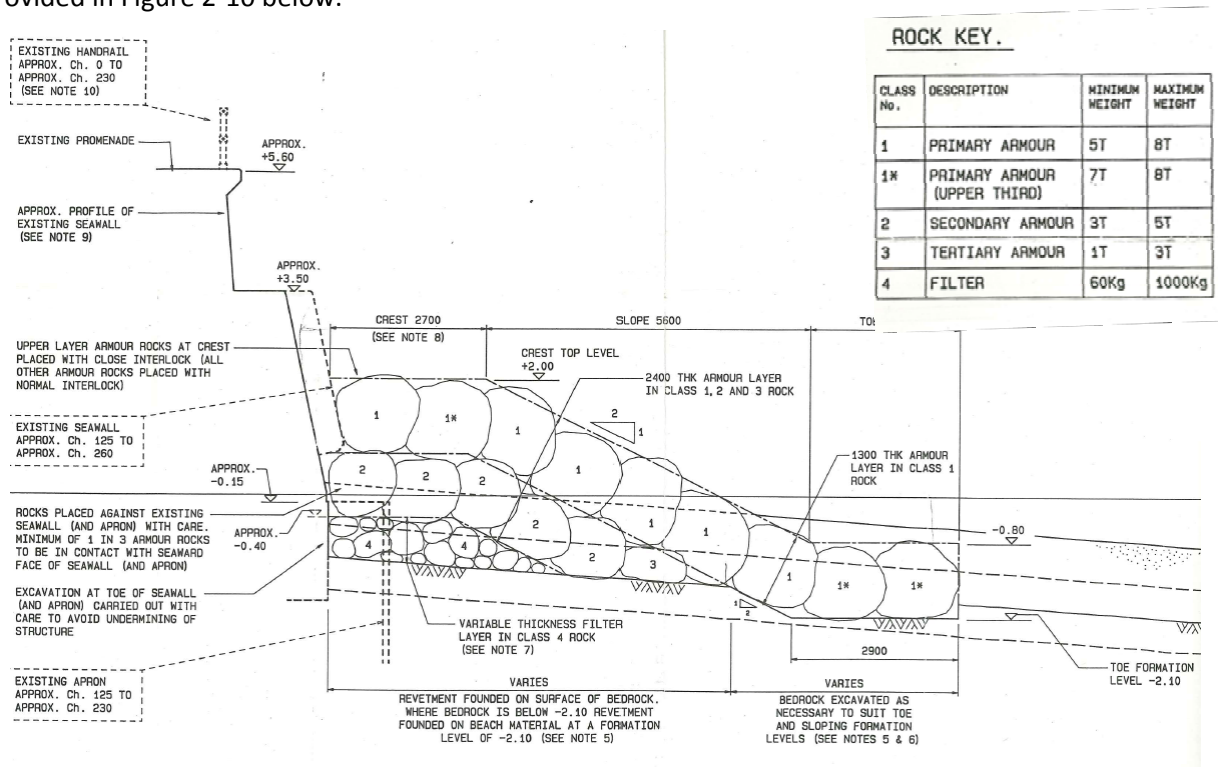 ovided in Figure 2-10 below.
EXISTING HANDRAIL
APPROX. Ch. 0 TO
APPROX. Ch. 230
(SEE NOTE 10)
EXISTING PROMENADE
APPROX.
+5.60
APPROX. PROFILE OF
EXISTING SEAWALL
(SEE NOTE 9)
APPROX.
+3.50
ROCK KEY.
CLASS No. DESCRIPTION MINIMUM WEIGHT MAXIMUM WEIGHT
1 PRIMARY ARMOUR 5T 8T
1* PRIMARY ARMOUR (UPPER THIRD) 7T 8T
2 SECONDARY ARMOUR 3T 5T
3 TERTIARY ARMOUR 1T 3T
4 FILTER 60Kg 1000Kg
CREST 2700
(SEE NOTE 8)
SLOPE 5600
UPPER LAYER ARMOUR ROCKS AT CREST
PLACED WITH CLOSE INTERLOCK (ALL
OTHER ARMOUR ROCKS PLACED WITH
NORMAL INTERLOCK)
CREST TOP LEVEL
+2.00
2400 THK ARMOUR LAYER
IN CLASS 1, 2 AND 3 ROCK
2
1
1 1* 1 1 1 1 1 1* 1*
2 2 2 2 2 3
4 4
EXISTING SEAWALL
APPROX. Ch. 125 TO
APPROX. Ch. 260
1300 THK ARMOUR
LAYER IN CLASS 1
ROCK
APPROX.
-0.15
ROCKS PLACED AGAINST EXISTING
SEAWALL (AND APRON) WITH CARE.
MINIMUM OF 1 IN 3 ARMOUR ROCKS
TO BE IN CONTACT WITH SEAWARD
FACE OF SEAWALL (AND APRON)
APPROX.
-0.40
-0.80
EXCAVATION AT TOE OF SEAWALL
(AND APRON) CARRIED OUT WITH
CARE TO AVOID UNDERMINING OF
STRUCTURE
1
2
VARIABLE THICKNESS FILTER
LAYER IN CLASS 4 ROCK
(SEE NOTE 7)
2900
TOE FORMATION
LEVEL -2.10
EXISTING APRON
APPROX. Ch. 125 TO
APPROX. Ch. 230
VARIES
REVETMENT FOUNDED ON SURFACE OF BEDROCK.
WHERE BEDROCK IS BELOW -2.10 REVETMENT
FOUNDED ON BEACH MATERIAL AT A FORMATION
LEVEL OF -2.10 (SEE NOTE 5)
VARIES
BEDROCK EXCAVATED AS
NECESSARY TO SUIT TOE
AND SLOPING FORMATION
LEVELS (SEE NOTES 5 & 6)